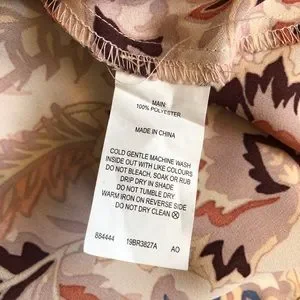 MAIN:
100% POLYESTER
MADE IN CHINA
COLD GENTLE MACHINE WASH
INSIDE OUT WITH LIKE COLOURS
DO NOT BLEACH, SOAK OR RUB
DRIP DRY IN SHADE
DO NOT TUMBLE DRY
WARM IRON ON REVERSE SIDE
DO NOT DRY CLEAN
884444 19BR3827A AO